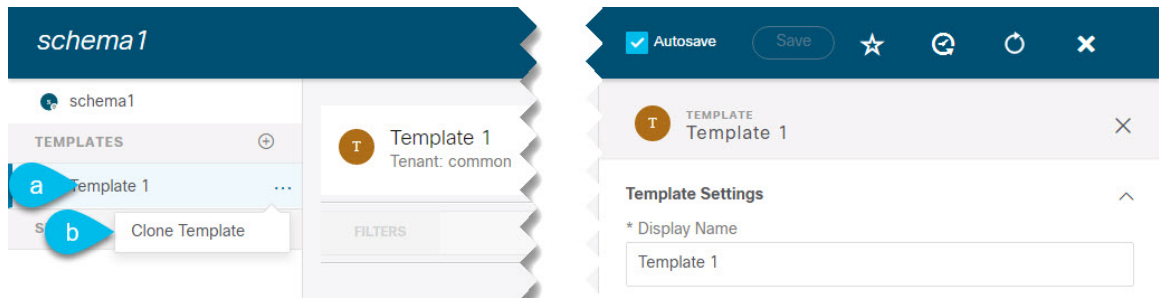 schema1
Autosave
Save
schema1
TEMPLATES
a
Template 1
...
b
Clone Template
S
T
Template 1
Tenant: common
FILTERS
T
TEMPLATE
Template 1
Template Settings
* Display Name
Template 1